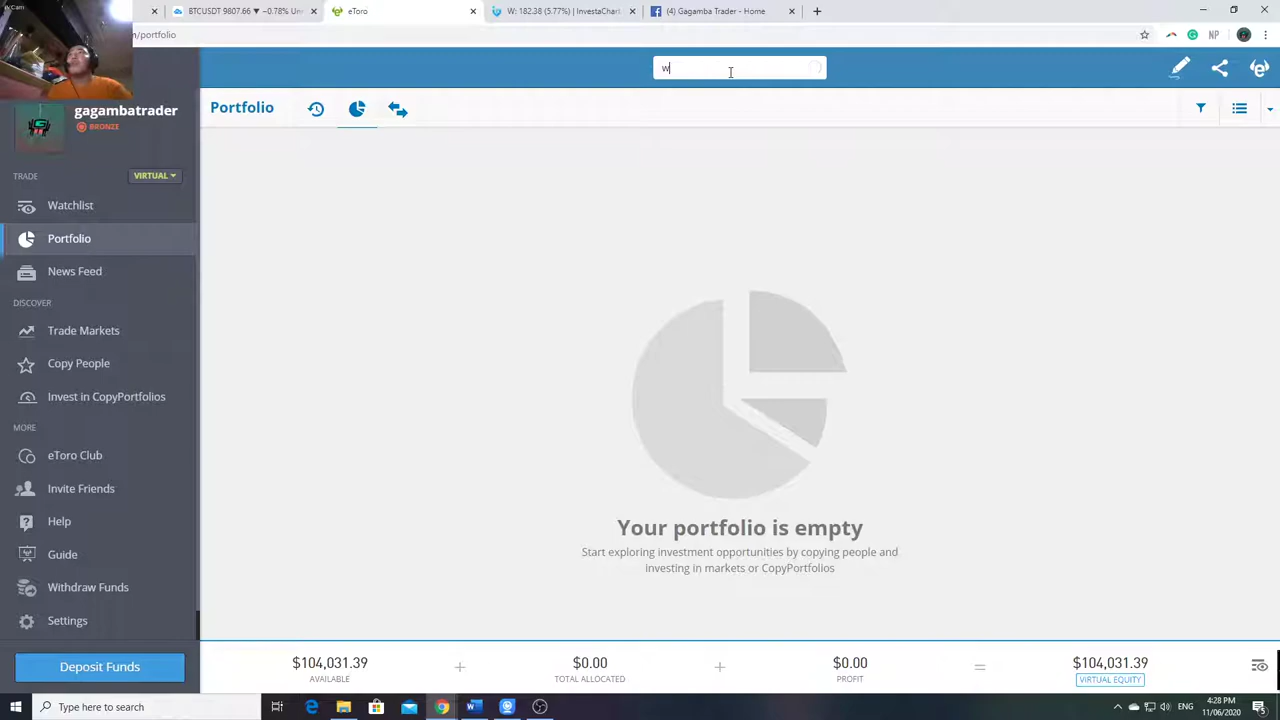 BTCUSDT 9807.66 ▼ −0.78% Un
eToro
W: 182.38 (5.77%) | InvestaChart
(4) Gagamba Trader - Home
/portfolio
NP
w
gagambatrader
BRONZE
Portfolio
TRADE
VIRTUAL
Watchlist
Portfolio
News Feed
DISCOVER
Trade Markets
Copy People
Invest in CopyPortfolios
MORE
eToro Club
Invite Friends
Help
Guide
Withdraw Funds
Settings
Deposit Funds
Your portfolio is empty
Start exploring investment opportunities by copying people and
investing in markets or CopyPortfolios
$104,031.39 + $0.00 + $0.00 = $104,031.39
AVAILABLE TOTAL ALLOCATED PROFIT VIRTUAL EQUITY
Type here to search
ENG
4:28 PM
11/06/2020